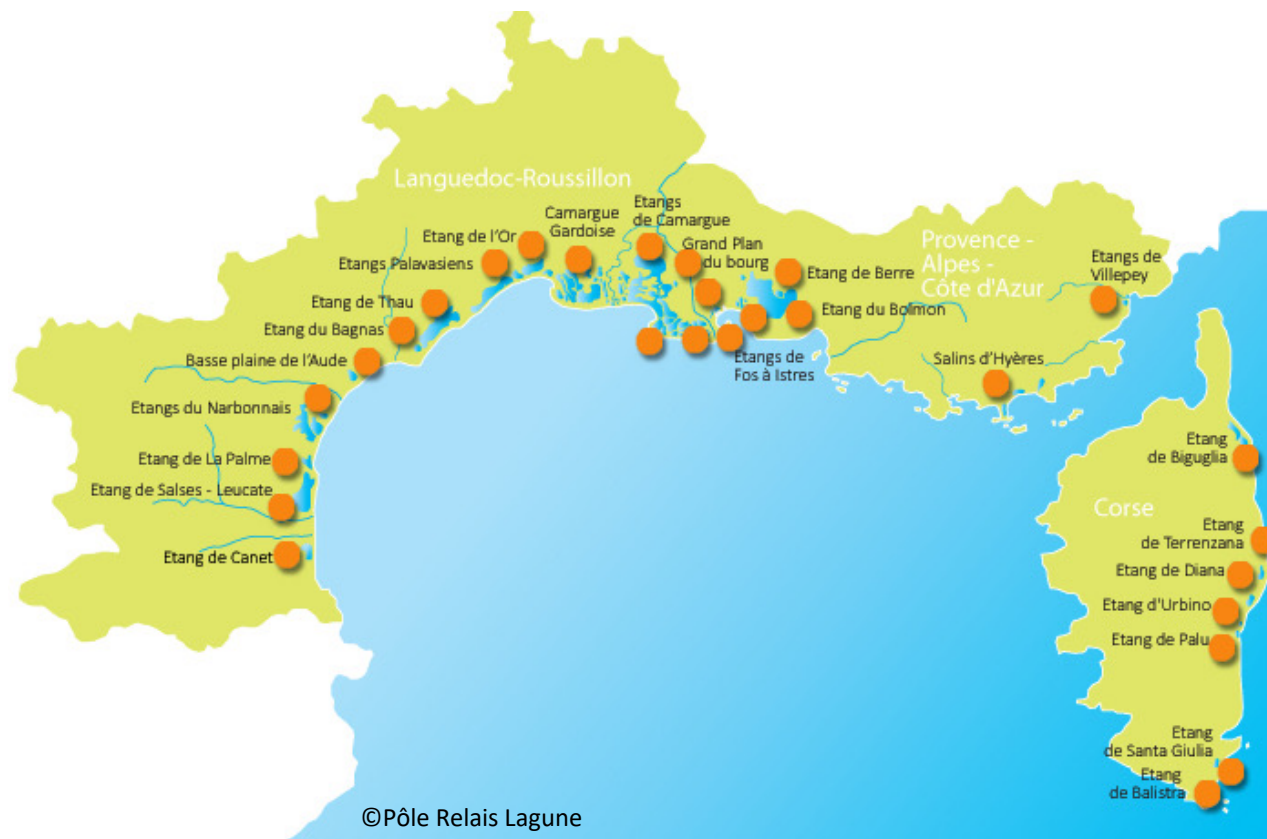 Languedoc-Roussillon
Etang de l'Or
Etangs Palavasiens
Etang de Thau
Etang du Bagnas
Basse plaine de l'Aude
Etangs du Narbonnais
Etang de La Palme
Etang de Salses - Leucate
Etang de Canet
Camargue
Gardoise
Etangs
de Camargue
Grand Plan
du bourg
Etang de Berre
Etang du Bolmon
Etangs de
Fos à Istres
Provence -
Alpes -
Côte d'Azur
Etangs de
Villepey
Salins d'Hyères
Corse
Etang
de Biguglia
Etang
de Terrenzana
Etang de Diana
Etang d'Urbino
Etang de Palu
Etang
de Santa Giulia
Etang
de Balistra
©Pôle Relais Lagune